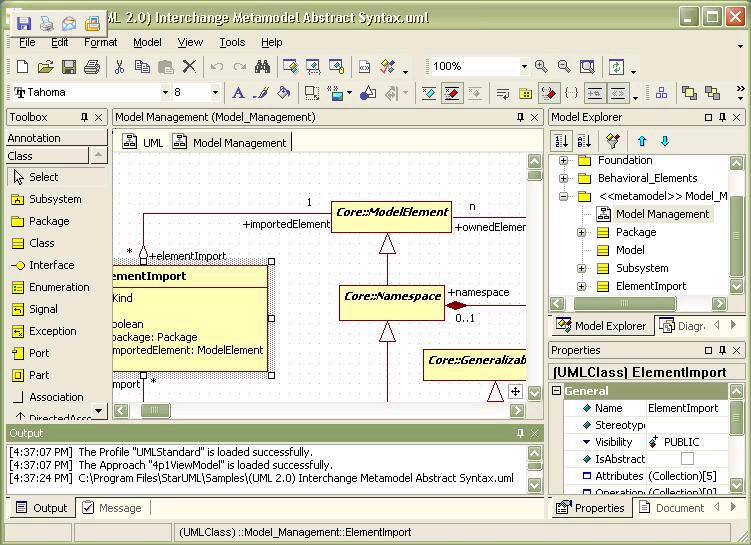 ML 2.0) Interchange Metamodel Abstract Syntax.uml
File Edit Format Model View Tools Help
100%
Tahoma 8
Toolbox
Annotation
Class
Select
Subsystem
Package
Class
Interface
Enumeration
Signal
Exception
Port
Part
Association
DirectedAsso
Model Management (Model_Management)
UML Model Management
1
Core::ModelElement
n
+importedElement
+ownedElemen
*
+elementImport
ementImport
Kind
polean
package: Package
mportedElement: ModelElement
Core::Namespace
+namespace
0..1
Core::Generalizab
mport
*
Model Explorer
Foundation
Behavioral_Elements
<<metamodel>> Model_M
Model Management
Package
Model
Subsystem
ElementImport
Model Explorer Diagr.
Properties
(UMLClass) ElementImport
General
Name ElementImport
Stereotype
Visibility PUBLIC
IsAbstract
Attributes (Collection)[5]
Operation (Collection)[0]
Properties Document
Output
[4:37:07 PM] The Profile "UMLStandard" is loaded successfully.
[4:37:07 PM] The Approach "4p1ViewModel" is loaded successfully.
[4:37:24 PM] C:\Program Files\StarUML\Samples\(UML 2.0) Interchange Metamodel Abstract Syntax.uml
Output Message
(UMLClass) ::Model_Management::ElementImport